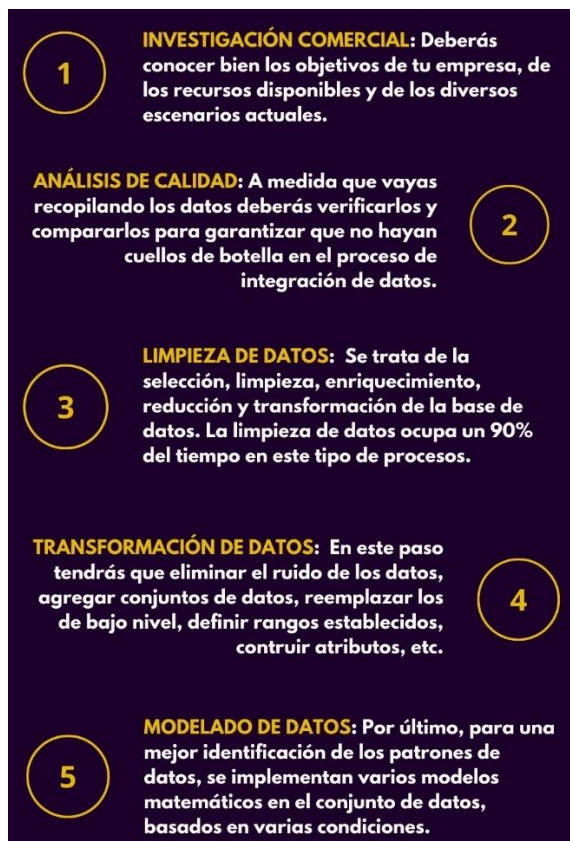 1
INVESTIGACIÓN COMERCIAL: Deberás
conocer bien los objetivos de tu empresa, de
los recursos disponibles y de los diversos
escenarios actuales.
2
ANÁLISIS DE CALIDAD: A medida que vayas
recopilando los datos deberás verificarlos y
compararlos para garantizar que no hayan
cuellos de botella en el proceso de
integración de datos.
3
LIMPIEZA DE DATOS: Se trata de la
selección, limpieza, enriquecimiento,
reducción y transformación de la base de
datos. La limpieza de datos ocupa un 90%
del tiempo en este tipo de procesos.
4
TRANSFORMACIÓN DE DATOS: En este paso
tendrás que eliminar el ruido de los datos,
agregar conjuntos de datos, reemplazar los
de bajo nivel, definir rangos establecidos,
contruir atributos, etc.
5
MODELADO DE DATOS: Por último, para una
mejor identificación de los patrones de
datos, se implementan varios modelos
matemáticos en el conjunto de datos,
basados en varias condiciones.